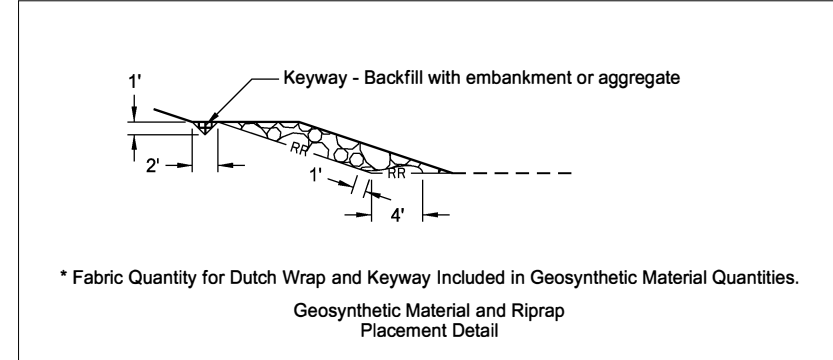 1'
Keyway - Backfill with embankment or aggregate
2'
RR
1'
RR
4'
* Fabric Quantity for Dutch Wrap and Keyway Included in Geosynthetic Material Quantities.
Geosynthetic Material and Riprap
Placement Detail